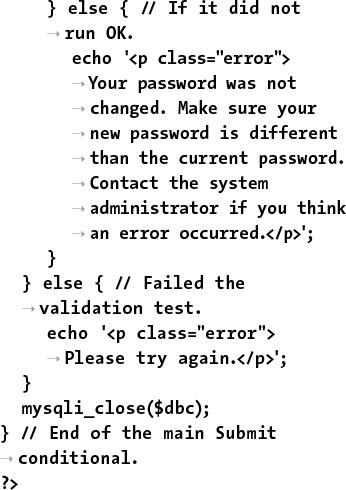 } else { // If it did not
→ run OK.
echo '<p class="error">
→ Your password was not
→ changed. Make sure your
→ new password is different
→ than the current password.
→ Contact the system
→ administrator if you think
→ an error occurred.</p>';
}
} else { // Failed the
→ validation test.
echo '<p class="error">
→ Please try again.</p>';
}
mysqli_close($dbc);
} // End of the main Submit
→ conditional.
?>